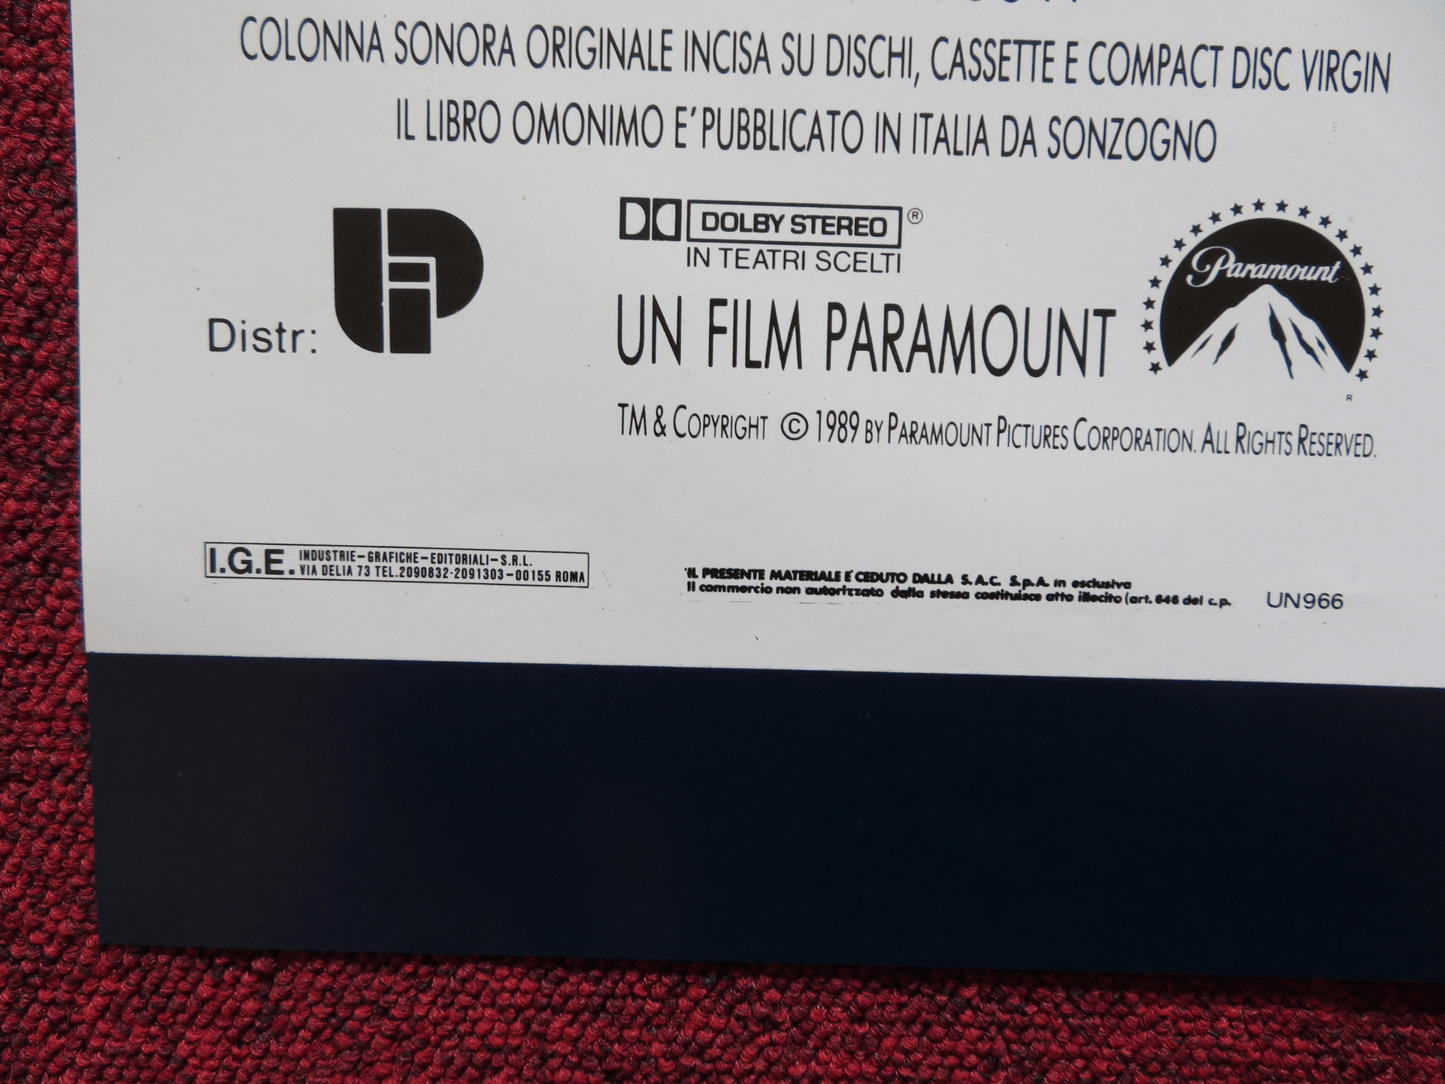 COLONNA SONORA ORIGINALE INCISA SU DISCHI, CASSETTE E COMPACT DISC VIRGIN
IL LIBRO OMONIMO E' PUBBLICATO IN ITALIA DA SONZOGNO
Distr:
DOLBY STEREO ®
IN TEATRI SCELTI
UN FILM PARAMOUNT
Paramount
R
TM & COPYRIGHT © 1989 BY PARAMOUNT PICTURES CORPORATION. ALL RIGHTS RESERVED.
I.G.E. INDUSTRIE-GRAFICHE-EDITORIALI-S.R.L.
VIA DELIA 73 TEL.2090832-2091303-00155 ROMA
IL PRESENTE MATERIALE E' CEDUTO DALLA S.A.C. S.p.A. in esclusiva
Il commercio non autorizzato dalla stessa costituisce atto illecito (art. 646 del c.p.
UN966